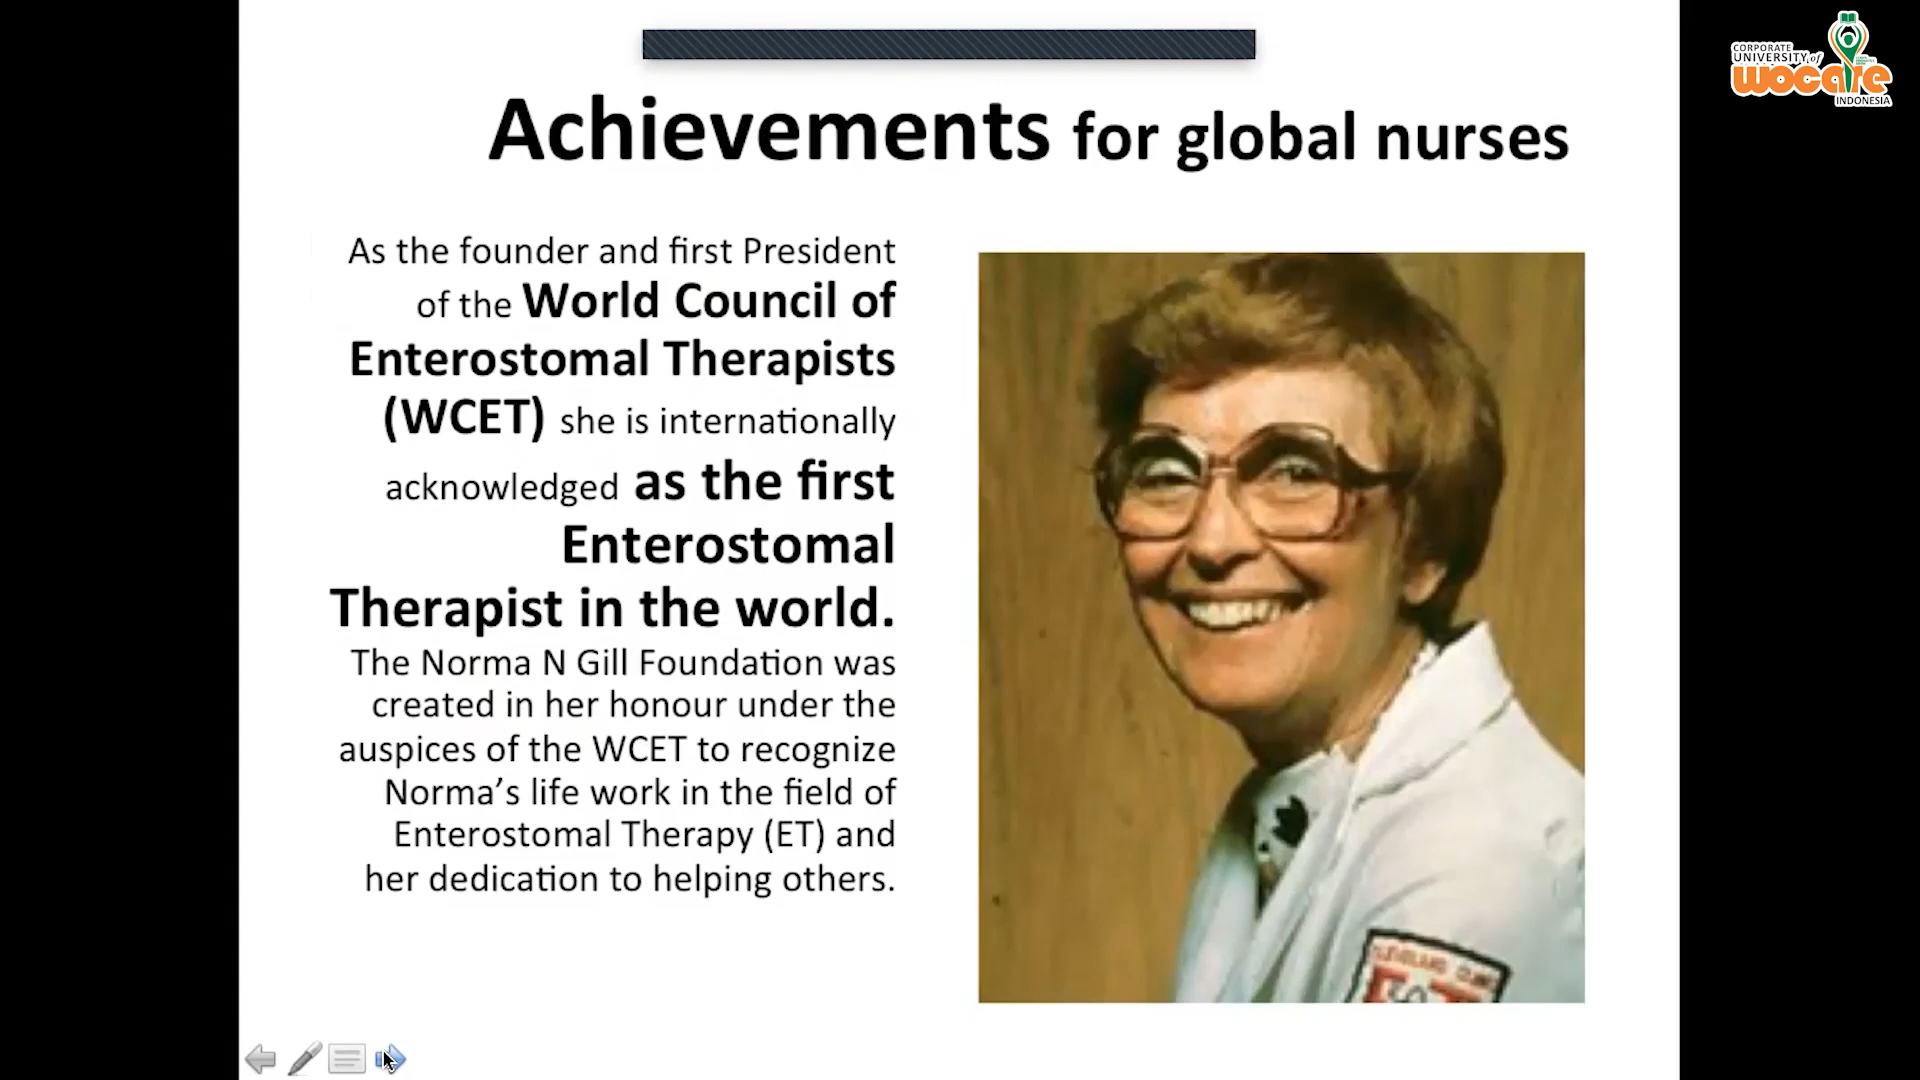 CORPORATE
UNIVERSITY of
wocare
INDONESIA
Achievements for global nurses
As the founder and first President
of the World Council of
Enterostomal Therapists
(WCET) she is internationally
acknowledged as the first
Enterostomal
Therapist in the world.
The Norma N Gill Foundation was
created in her honour under the
auspices of the WCET to recognize
Norma’s life work in the field of
Enterostomal Therapy (ET) and
her dedication to helping others.
CLEVELAND CLINIC